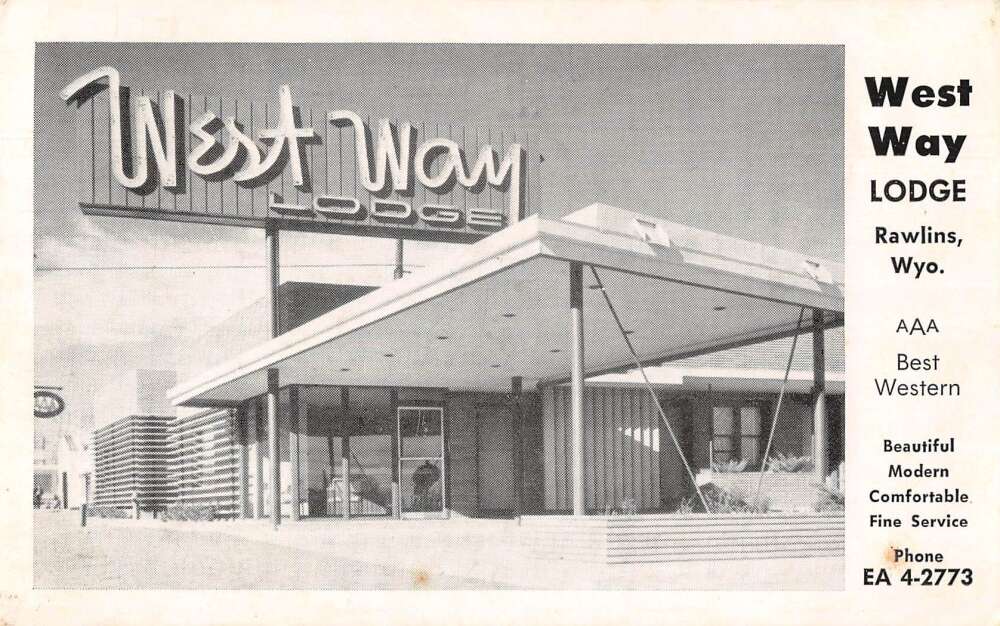 West Way
LODGE
West
Way
LODGE
Rawlins,
Wyo.
AAA
Best
Western
Beautiful
Modern
Comfortable
Fine Service
Phone
EA 4-2773